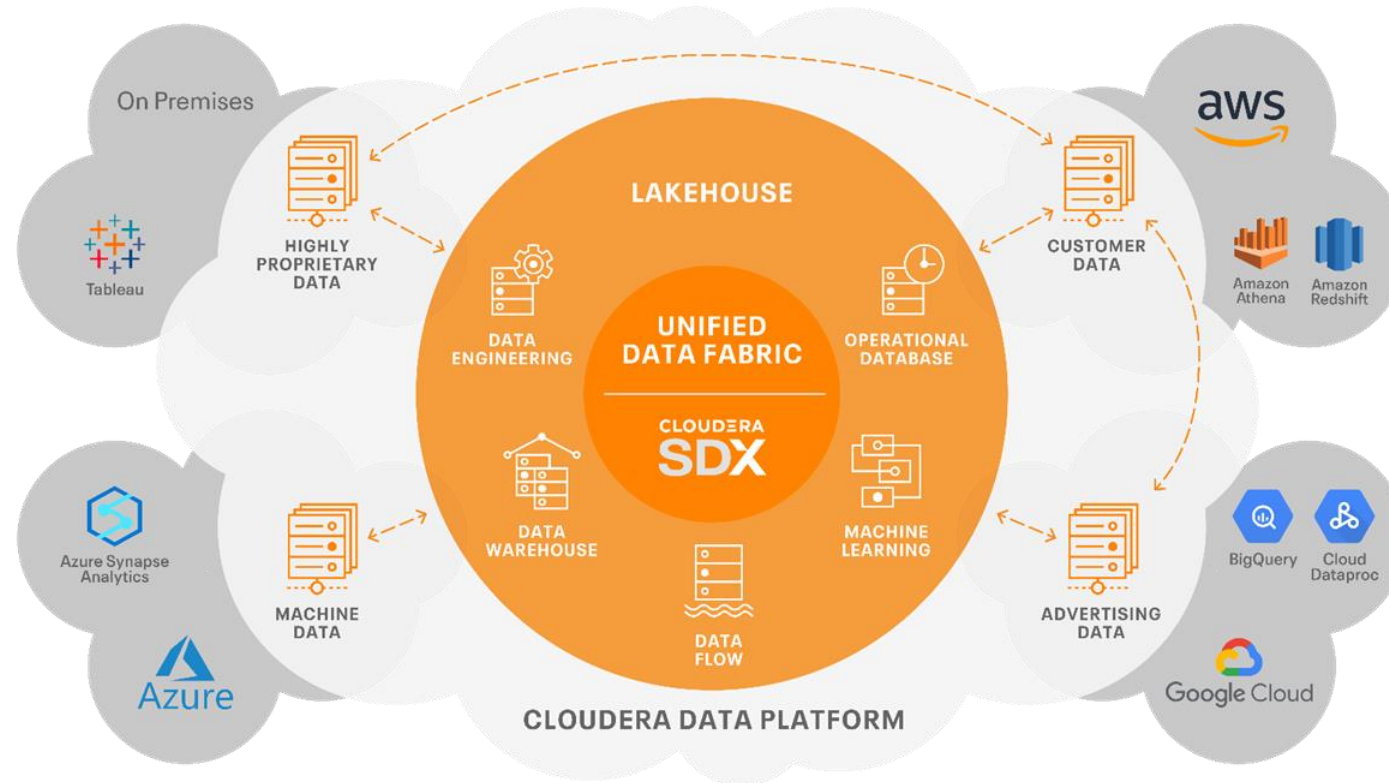 On Premises
Tableau
HIGHLY
PROPRIETARY
DATA
aws
Amazon
Athena
Amazon
Redshift
CUSTOMER
DATA
LAKEHOUSE
DATA
ENGINEERING
UNIFIED
DATA FABRIC
CLOUDERA
SDX
OPERATIONAL
DATABASE
DATA
WAREHOUSE
MACHINE
LEARNING
DATA
FLOW
Azure Synapse
Analytics
Azure
MACHINE
DATA
ADVERTISING
DATA
BigQuery
Cloud
Dataproc
Google Cloud
CLOUDERA DATA PLATFORM